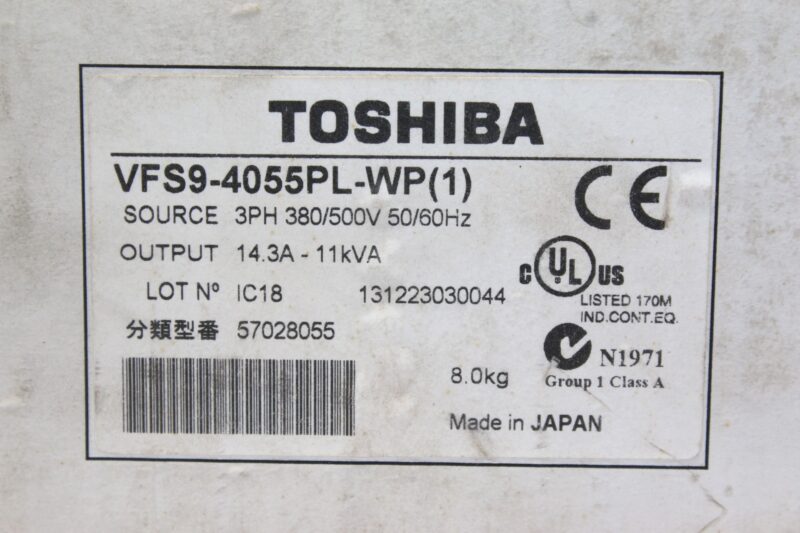 TOSHIBA
VFS9-4055PL-WP(1)
SOURCE 3PH 380/500V 50/60Hz
OUTPUT 14.3A - 11kVA
LOT Nº IC18 131223030044
分類型番 57028055
CE
C UL US
LISTED 170M
IND.CONT.EQ.
N1971
Group 1 Class A
8.0kg
Made in JAPAN